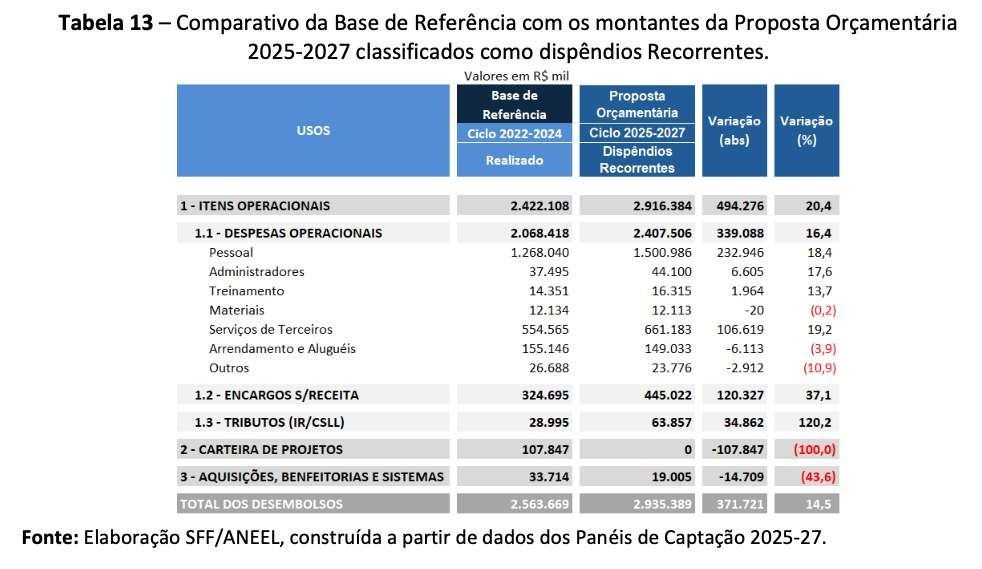 Tabela 13 – Comparativo da Base de Referência com os montantes da Proposta Orçamentária
2025-2027 classificados como dispêndios Recorrentes.
Valores em R$ mil
USOS
Base de
Referência
Ciclo 2022-2024
Realizado
Proposta
Orçamentária
Ciclo 2025-2027
Dispêndios
Recorrentes
Variação
(abs)
Variação
(%)
1 - ITENS OPERACIONAIS 2.422.108 2.916.384 494.276 20,4
1.1 - DESPESAS OPERACIONAIS 2.068.418 2.407.506 339.088 16,4
Pessoal 1.268.040 1.500.986 232.946 18,4
Administradores 37.495 44.100 6.605 17,6
Treinamento 14.351 16.315 1.964 13,7
Materiais 12.134 12.113 -20 (0,2)
Serviços de Terceiros 554.565 661.183 106.619 19,2
Arrendamento e Aluguéis 155.146 149.033 -6.113 (3,9)
Outros 26.688 23.776 -2.912 (10,9)
1.2 - ENCARGOS S/RECEITA 324.695 445.022 120.327 37,1
1.3 - TRIBUTOS (IR/CSLL) 28.995 63.857 34.862 120,2
2 - CARTEIRA DE PROJETOS 107.847 0 -107.847 (100,0)
3 - AQUISIÇÕES, BENFEITORIAS E SISTEMAS 33.714 19.005 -14.709 (43,6)
TOTAL DOS DESEMBOLSOS 2.563.669 2.935.389 371.721 14,5
Fonte: Elaboração SFF/ANEEL, construída a partir de dados dos Panéis de Captação 2025-27.